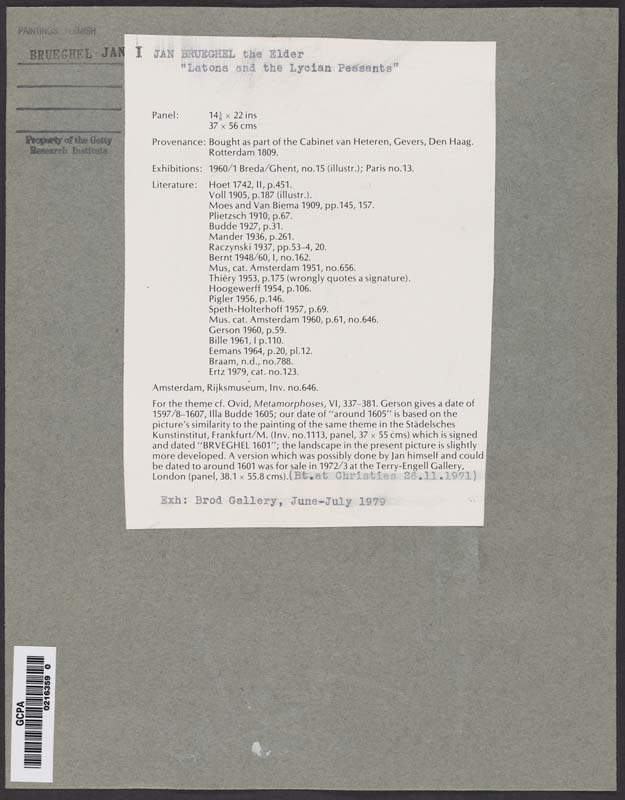 PAINTINGS FLEMISH
BRUEGHEL JAN I
Property of the Getty
Research Institute
JAN BRUEGHEL the Elder
"Latona and the Lycian Peasants"
Panel: 14½ × 22 ins
37 × 56 cms
Provenance: Bought as part of the Cabinet van Heteren, Gevers, Den Haag.
Rotterdam 1809.
Exhibitions: 1960/1 Breda/Ghent, no.15 (illustr.); Paris no.13.
Literature: Hoet 1742, II, p.451.
Voll 1905, p.187 (illustr.).
Moes and Van Biema 1909, pp.145, 157.
Plietzsch 1910, p.67.
Budde 1927, p.31.
Mander 1936, p.261.
Raczynski 1937, pp.53–4, 20.
Bernt 1948/60, I, no.162.
Mus, cat. Amsterdam 1951, no.656.
Thiéry 1953, p.175 (wrongly quotes a signature).
Hoogewerff 1954, p.106.
Pigler 1956, p.146.
Speth-Holterhoff 1957, p.69.
Mus. cat. Amsterdam 1960, p.61, no.646.
Gerson 1960, p.59.
Bille 1961, I p.110.
Eemans 1964, p.20, pl.12.
Braam, n.d., no.788.
Ertz 1979, cat. no.123.
Amsterdam, Rijksmuseum, Inv. no.646.
For the theme cf. Ovid, Metamorphoses, VI, 337–381. Gerson gives a date of
1597/8–1607, Illa Budde 1605; our date of "around 1605" is based on the
picture's similarity to the painting of the same theme in the Städelsches
Kunstinstitut, Frankfurt/M. (Inv. no.1113, panel, 37 × 55 cms) which is signed
and dated "BRVEGHEL 1601"; the landscape in the present picture is slightly
more developed. A version which was possibly done by Jan himself and could
be dated to around 1601 was for sale in 1972/3 at the Terry-Engell Gallery,
London (panel, 38.1 × 55.8 cms).(Bt.at Christies 26.11.1971)
Exh: Brod Gallery, June-July 1979
GCPA
0216359 0